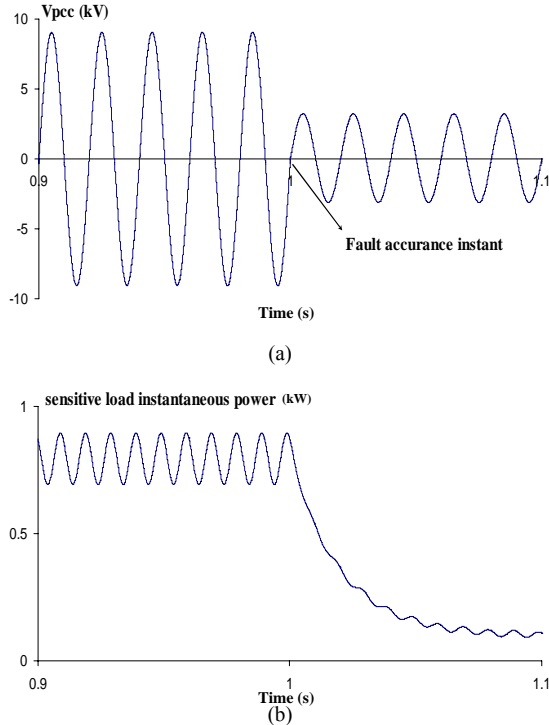 Vpcc (kV)
10
5
0
0.9
1
1.1
-5
Fault accurance instant
-10
Time (s)
(a)
sensitive load instantaneous power (kW)
1
0.5
0
0.9
1
1.1
Time (s)
(b)